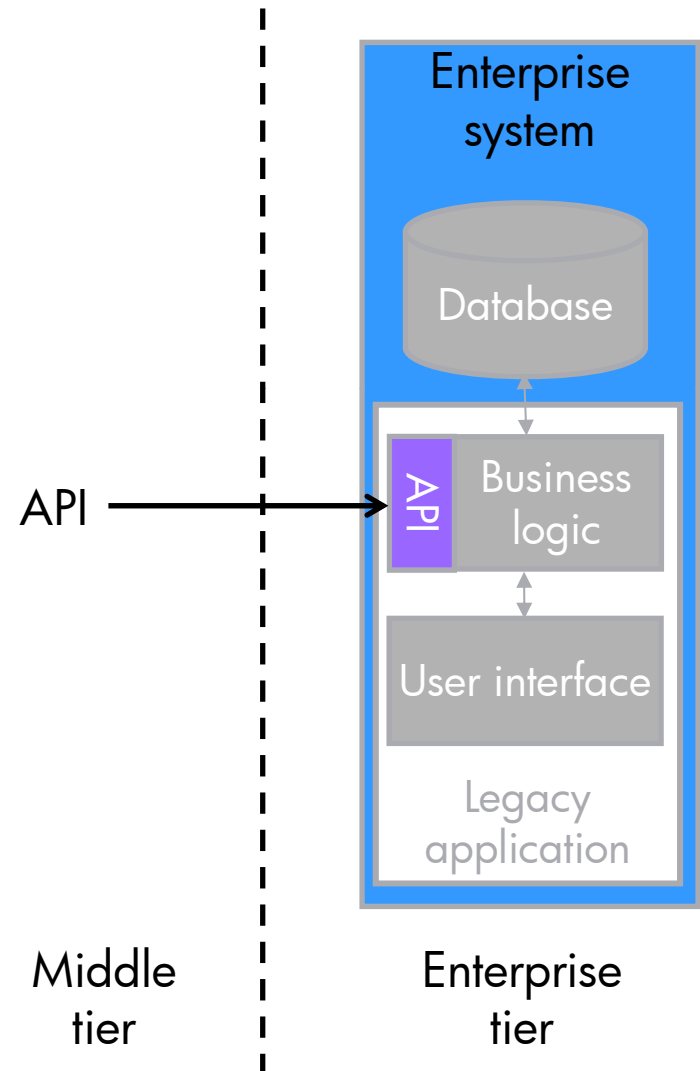 Enterprise
system
Database
API
API
Business
logic
User interface
Legacy
application
Middle
tier
Enterprise
tier